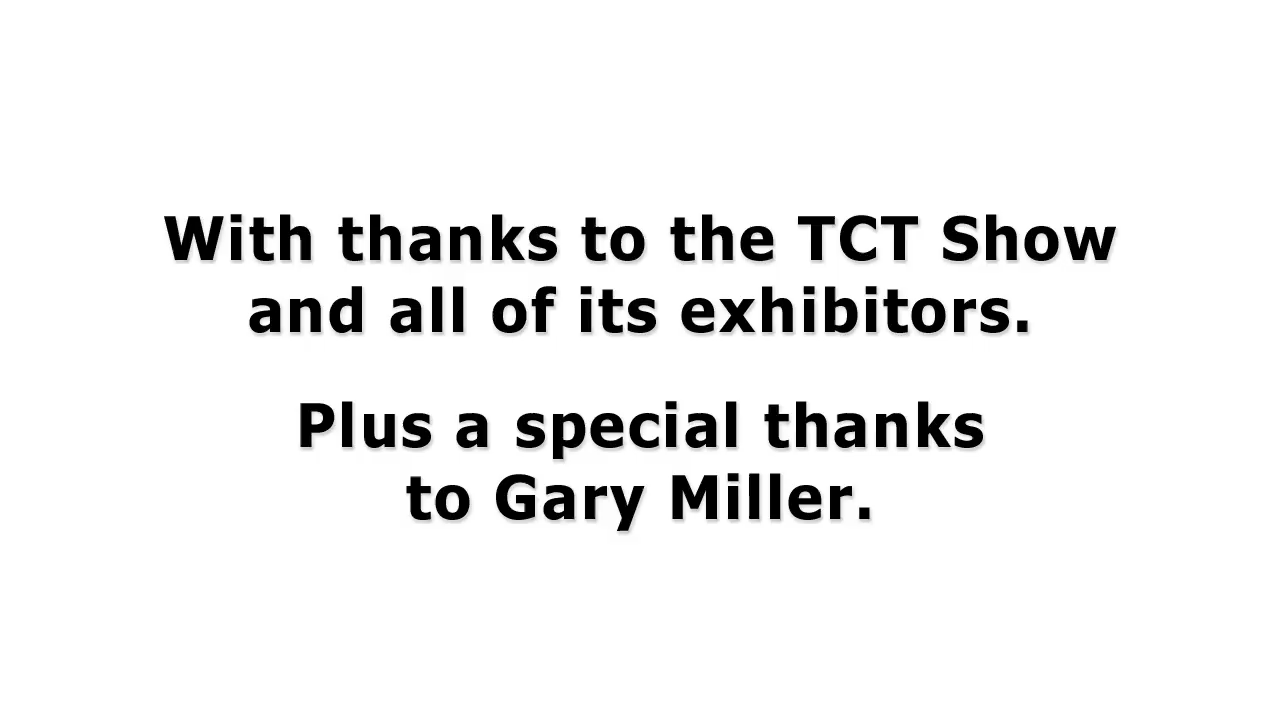 With thanks to the TCT Show
and all of its exhibitors.
Plus a special thanks
to Gary Miller.